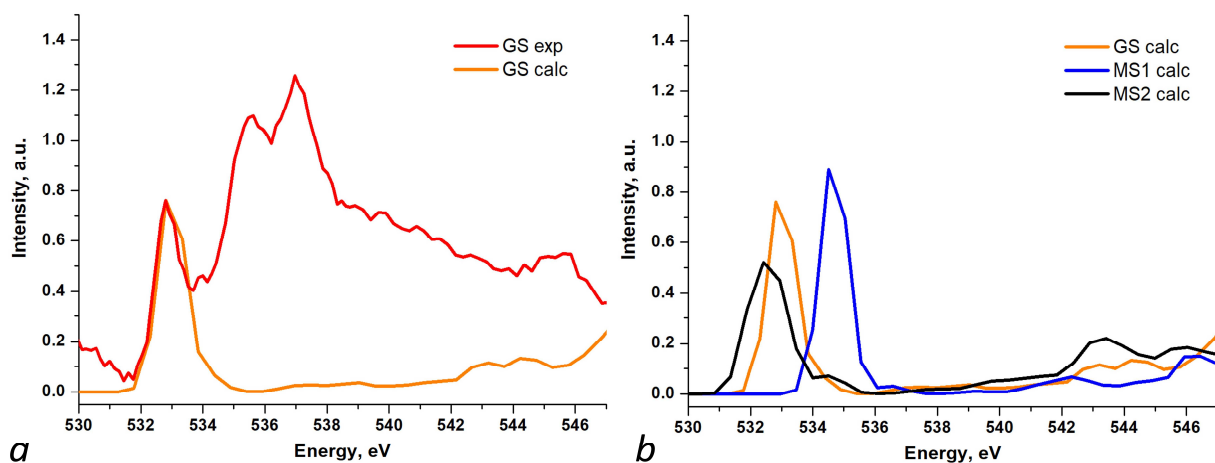 GS exp
GS calc
1.4
1.2
1.0
0.8
0.6
0.4
0.2
0.0
Intensity, a.u.
530 532 534 536 538 540 542 544 546
Energy, eV
a
GS calc
MS1 calc
MS2 calc
1.4
1.2
1.0
0.8
0.6
0.4
0.2
0.0
Intensity, a.u.
530 532 534 536 538 540 542 544 546
Energy, eV
b